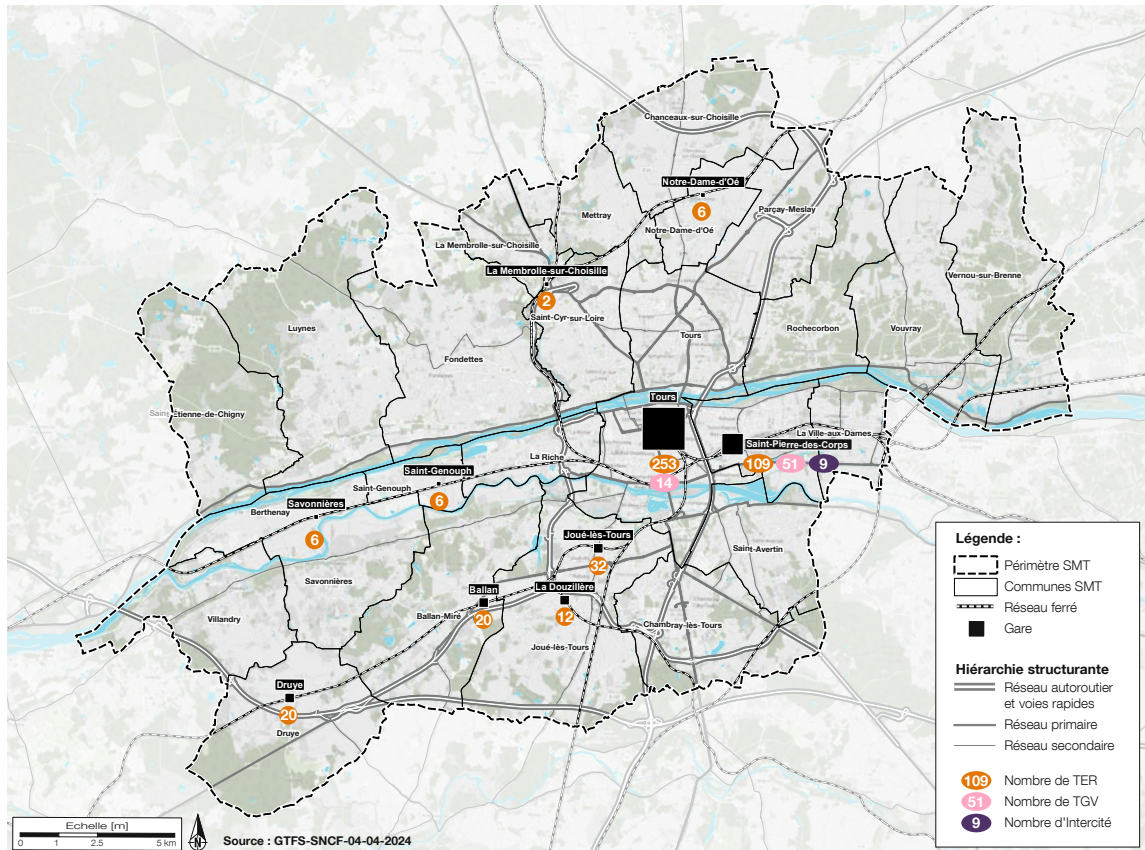 Chanceaux-sur-Choisille
Notre-Dame-d'Oé
6
Mettray
Parçay-Meslay
Notre-Dame-d'Oé
La Membrolle-sur-Choisille
La Membrolle-sur-Choisille
2
Saint-Cyr-sur-Loire
Vernou-sur-Brenne
Luynes
Rochecorbon
Vouvray
Tours
Fondettes
Saint-Étienne-de-Chigny
Tours
La Ville-aux-Dames
Saint-Pierre-des-Corps
La Riche
253
109
51
9
14
Saint-Genouph
Saint-Genouph
6
Savonnières
Berthenay
6
Joué-lès-Tours
32
Saint-Avertin
Savonnières
Ballan
La Douzillère
20
12
Villandry
Ballan-Miré
Chambray-lès-Tours
Joué-lès-Tours
Druye
20
Druye
Légende :
Périmètre SMT
Communes SMT
Réseau ferré
Gare
Hiérarchie structurante
Réseau autoroutier
et voies rapides
Réseau primaire
Réseau secondaire
109 Nombre de TER
51 Nombre de TGV
9 Nombre d'Intercité
Echelle [m]
0 1 2.5 5 km
N
Source : GTFS-SNCF-04-04-2024